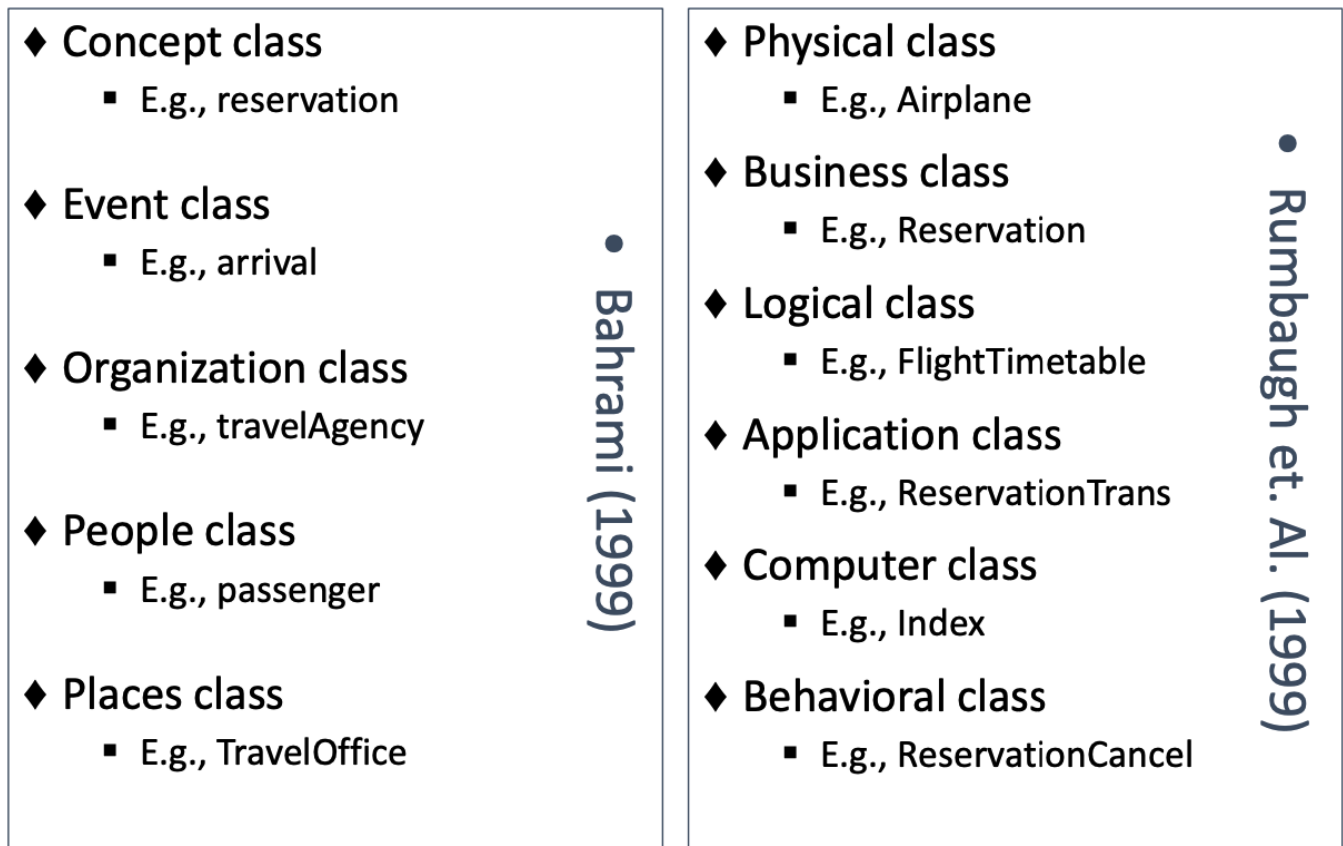 ♦ Concept class
▪ E.g., reservation
♦ Event class
▪ E.g., arrival
♦ Organization class
▪ E.g., travelAgency
♦ People class
▪ E.g., passenger
♦ Places class
▪ E.g., TravelOffice
• Bahrami (1999)
♦ Physical class
▪ E.g., Airplane
♦ Business class
▪ E.g., Reservation
♦ Logical class
▪ E.g., FlightTimetable
♦ Application class
▪ E.g., ReservationTrans
♦ Computer class
▪ E.g., Index
♦ Behavioral class
▪ E.g., ReservationCancel
• Rumbaugh et. Al. (1999)